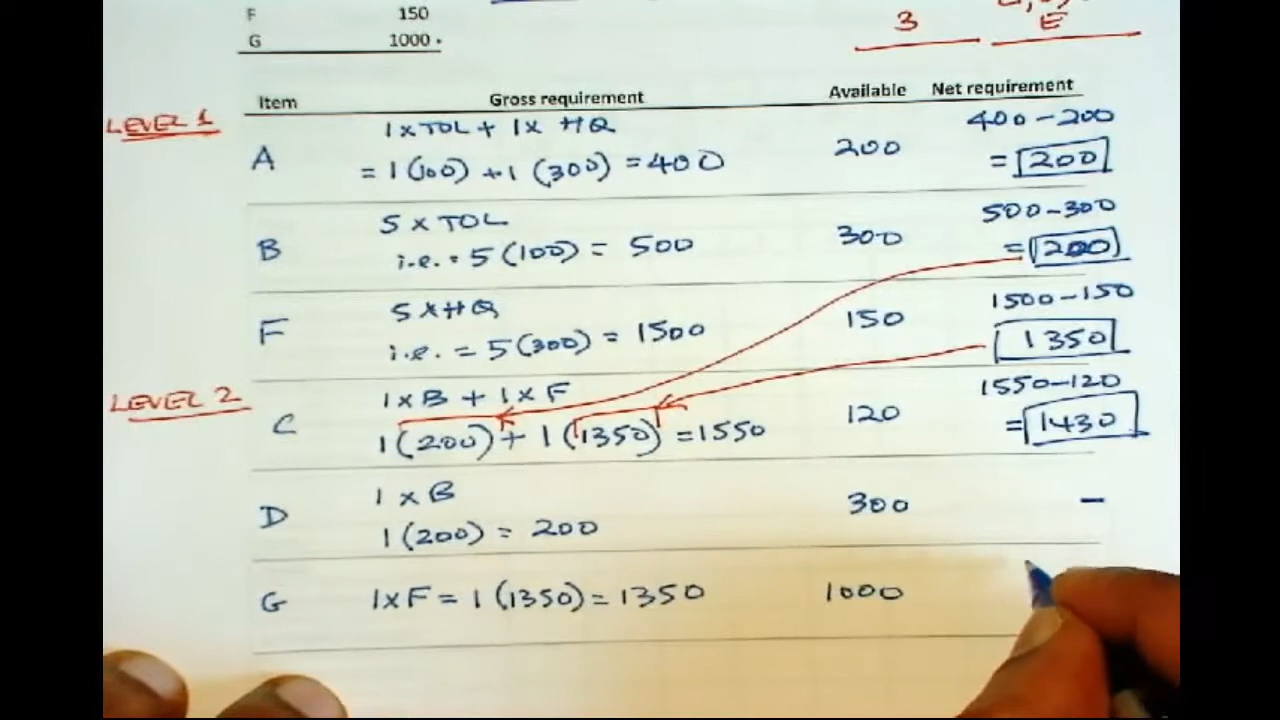 F 150
G 1000.
3 E
Item Gross requirement Available Net requirement
LEVEL 1
A 1xTOL + 1x HQ 200 400-200
= 1(100) +1 (300) =400 = 200
B 5 x TOL 300 500-300
i.e. = 5(100) = 500 = 200
F 5xHQ 150 1500-150
i.e. = 5(300) = 1500 1350
LEVEL 2
C 1xB + 1xF 120 1550-120
1(200) + 1(1350) =1550 = 1430
D 1 x B 300 -
1(200) = 200
G 1xF = 1(1350) = 1350 1000